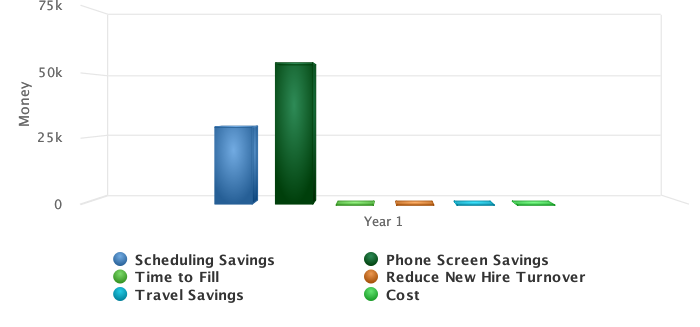 75k
50k
25k
0
Money
Year 1
Scheduling Savings
Phone Screen Savings
Time to Fill
Reduce New Hire Turnover
Travel Savings
Cost